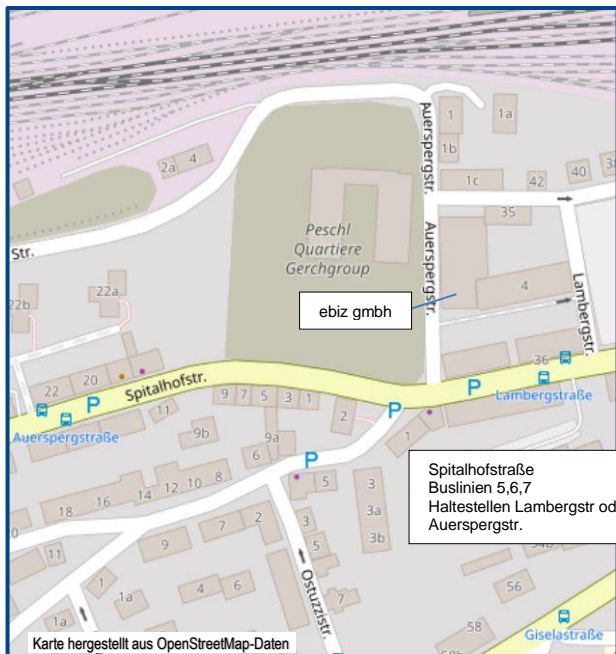 Auerspergstr.
1
1a
1b
2a
4
1c
42
40
38
35
Peschl
Quartiere
Gerchgroup
Auerspergstr.
Str.
22b
22a
ebiz gmbh
4
Lambergstr.
36
Lambergstraße
22
20
Spitalhofstr.
P
P
P
P
Auerspergstraße
11
9
7
5
3
1
2
9b
9a
6
1
18
16
14
12
10
8
5
3
3a
3b
Spitalhofstraße
Buslinien 5,6,7
Haltestellen Lambergstr od
Auerspergstr.
11
9
7
2
3
5
7
Ostuzzistr.
1
1a
4
6
1a
56
58
Giselastraße
Karte hergestellt aus OpenStreetMap-Daten